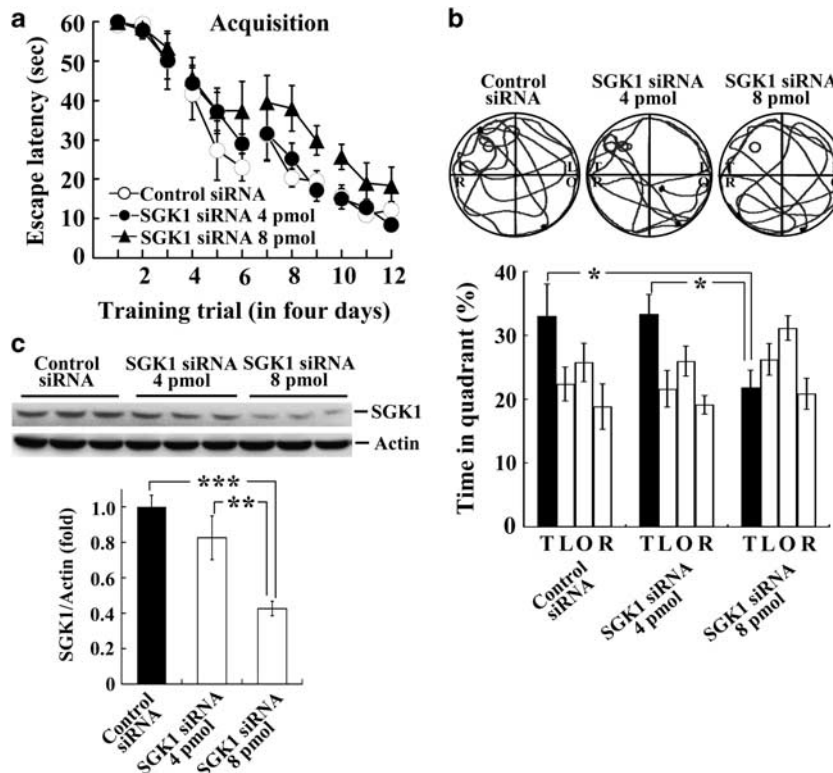 a
Acquisition
Escape latency (sec)
60
50
40
30
20
10
0
Control siRNA
SGK1 siRNA 4 pmol
SGK1 siRNA 8 pmol
2 4 6 8 10 12
Training trial (in four days)
b
Control siRNA
SGK1 siRNA 4 pmol
SGK1 siRNA 8 pmol
R O
R O
R
Time in quadrant (%)
40
30
20
10
0
*
*
T L O R T L O R T L O R
Control siRNA
SGK1 siRNA 4 pmol
SGK1 siRNA 8 pmol
c
Control siRNA
SGK1 siRNA 4 pmol
SGK1 siRNA 8 pmol
SGK1
Actin
SGK1/Actin (fold)
1.0
0.8
0.6
0.4
0.2
0
***
**
Control siRNA
SGK1 siRNA 4 pmol
SGK1 siRNA 8 pmol